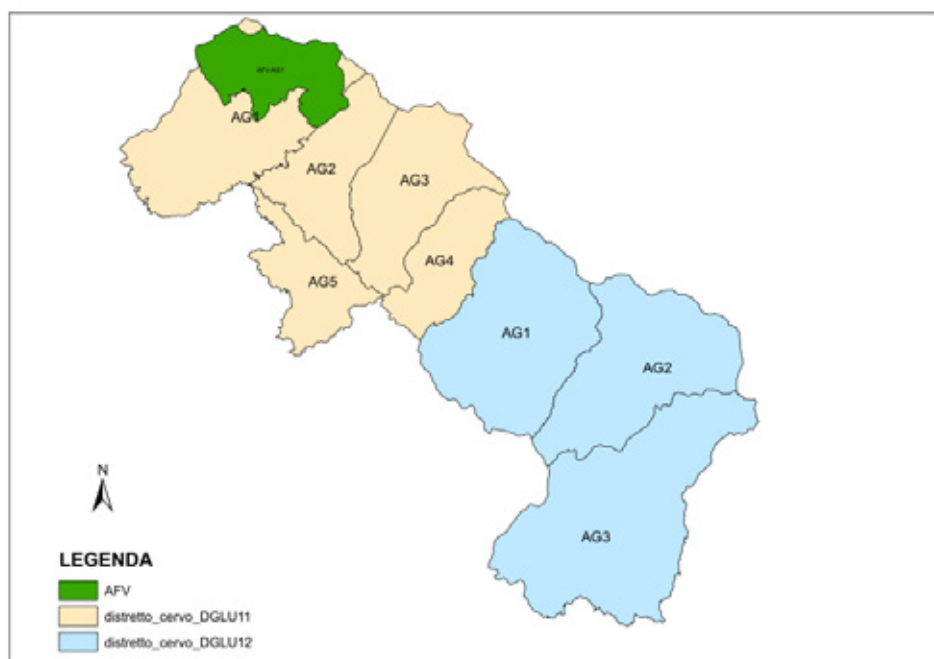 AG1
AG2
AG3
AG4
AG5
AG1
AG2
AG3
N
LEGENDA
AFV
distretto_cervo_DGLU11
distretto_cervo_DGLU12